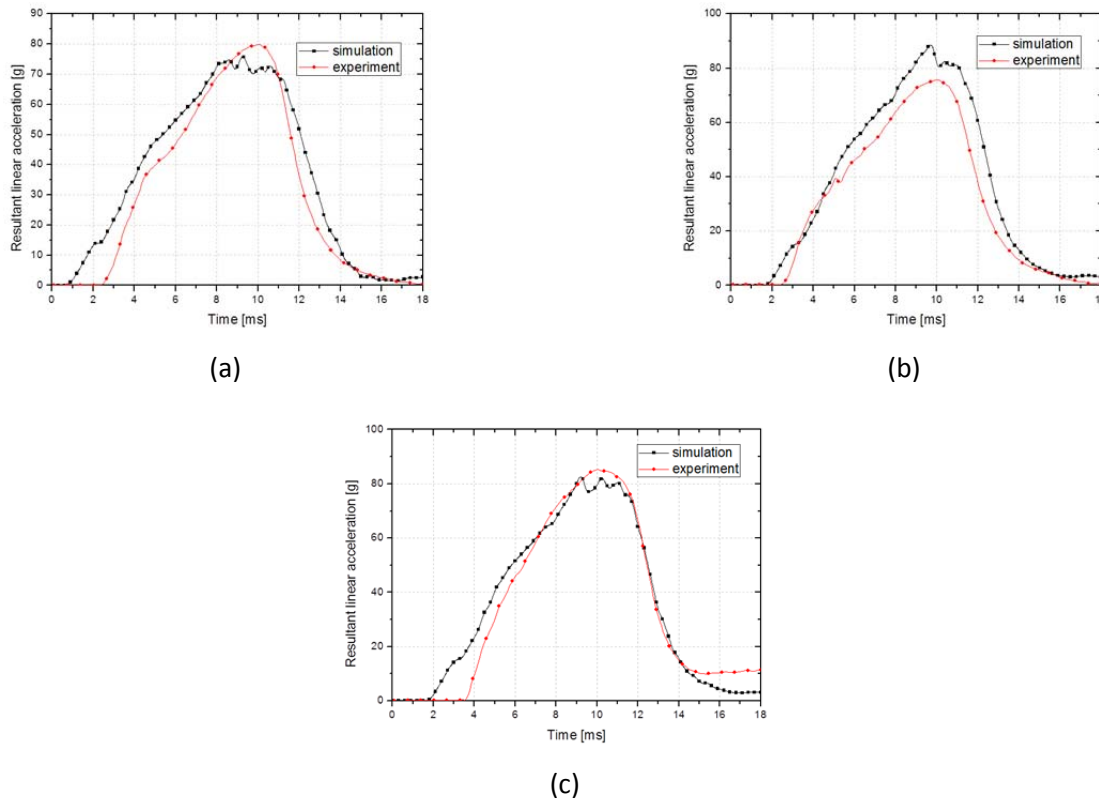 Resultant linear acceleration [g]
90
80
70
60
50
40
30
20
10
0
simulation
experiment
0 2 4 6 8 10 12 14 16 18
Time [ms]
(a)
Resultant linear acceleration [g]
100
80
60
40
20
0
simulation
experiment
0 2 4 6 8 10 12 14 16 18
Time [ms]
(b)
Resultant linear acceleration [g]
100
80
60
40
20
0
simulation
experiment
0 2 4 6 8 10 12 14 16 18
Time [ms]
(c)